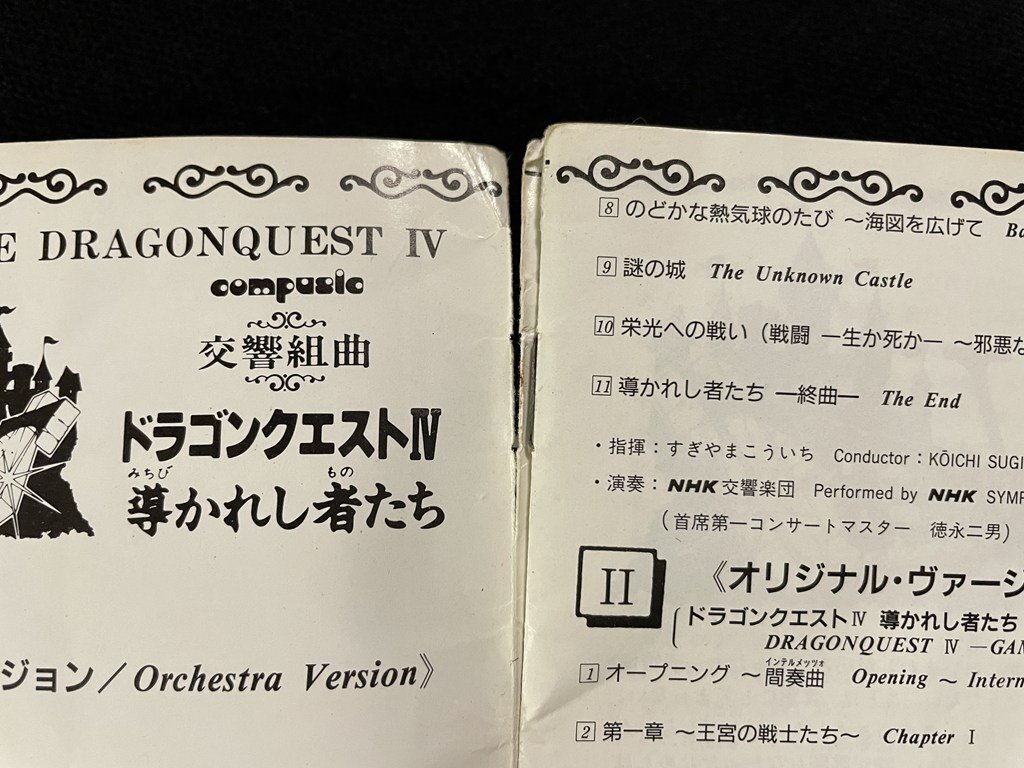 E DRAGONQUEST IV
compusic
交響組曲
ドラゴンクエストⅣ
みちび もの
導かれし者たち
ジョン／Orchestra Version》
8 のどかな熱気球のたび ～海図を広げて
9 謎の城 The Unknown Castle
10 栄光への戦い（戦闘 —生か死か— ～邪悪な
11 導かれし者たち —終曲— The End
・指揮：すぎやまこういち Conductor：KŌICHI SUGI
・演奏：NHK交響楽団 Performed by NHK SYMP
（首席第一コンサートマスター 徳永二男）
II 《オリジナル・ヴァージ
ドラゴンクエストⅣ 導かれし者たち
DRAGONQUEST Ⅳ —GAM
インテルメッツォ
1 オープニング ～間奏曲 Opening ～ Interm
2 第一章 ～王宮の戦士たち～ Chapter Ⅰ